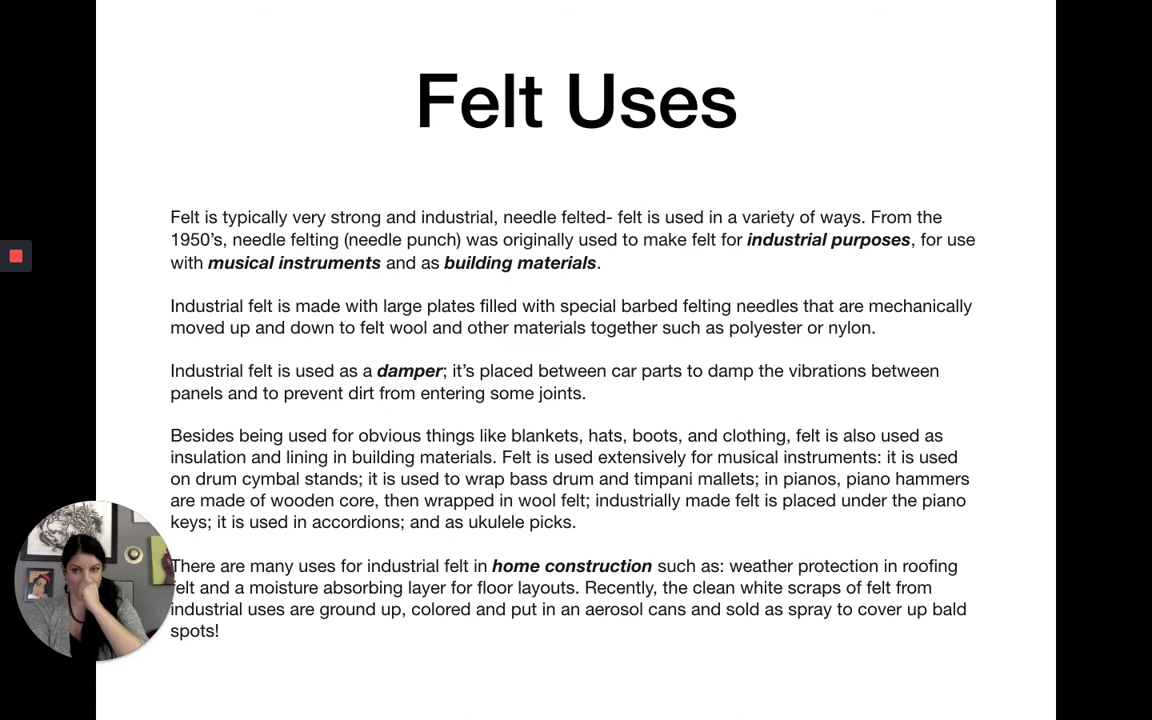 Felt Uses
Felt is typically very strong and industrial, needle felted- felt is used in a variety of ways. From the
1950’s, needle felting (needle punch) was originally used to make felt for industrial purposes, for use
with musical instruments and as building materials.
Industrial felt is made with large plates filled with special barbed felting needles that are mechanically
moved up and down to felt wool and other materials together such as polyester or nylon.
Industrial felt is used as a damper; it’s placed between car parts to damp the vibrations between
panels and to prevent dirt from entering some joints.
Besides being used for obvious things like blankets, hats, boots, and clothing, felt is also used as
insulation and lining in building materials. Felt is used extensively for musical instruments: it is used
on drum cymbal stands; it is used to wrap bass drum and timpani mallets; in pianos, piano hammers
are made of wooden core, then wrapped in wool felt; industrially made felt is placed under the piano
keys; it is used in accordions; and as ukulele picks.
There are many uses for industrial felt in home construction such as: weather protection in roofing
felt and a moisture absorbing layer for floor layouts. Recently, the clean white scraps of felt from
industrial uses are ground up, colored and put in an aerosol cans and sold as spray to cover up bald
spots!